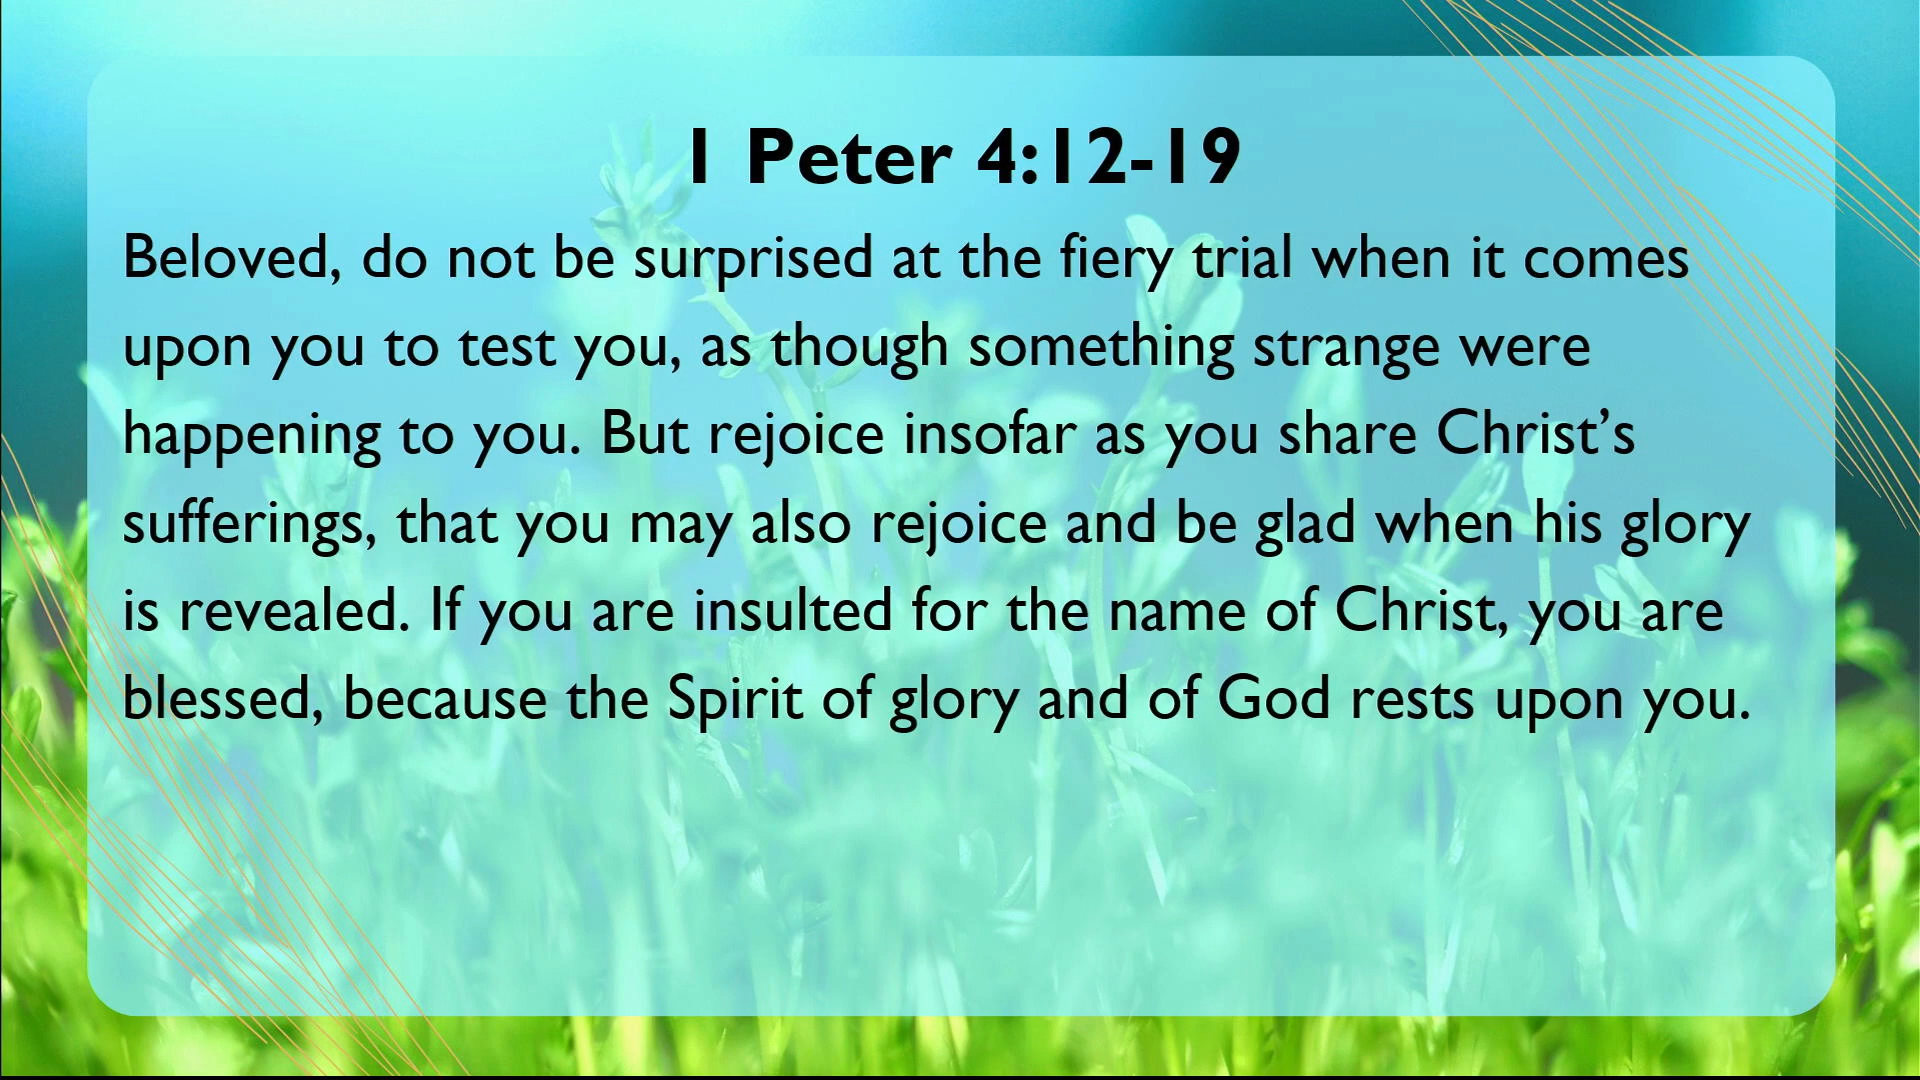 1 Peter 4:12-19
Beloved, do not be surprised at the fiery trial when it comes
upon you to test you, as though something strange were
happening to you. But rejoice insofar as you share Christ’s
sufferings, that you may also rejoice and be glad when his glory
is revealed. If you are insulted for the name of Christ, you are
blessed, because the Spirit of glory and of God rests upon you.